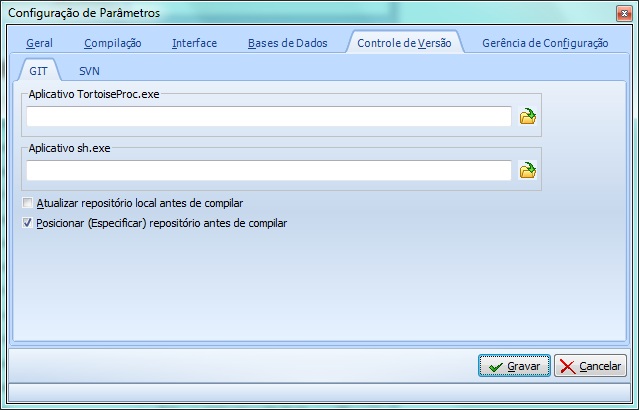 Configuração de Parâmetros
Geral Compilação Interface Bases de Dados Controle de Versão Gerência de Configuração
GIT SVN
Aplicativo TortoiseProc.exe
Aplicativo sh.exe
Atualizar repositório local antes de compilar
Posicionar (Especificar) repositório antes de compilar
Gravar Cancelar